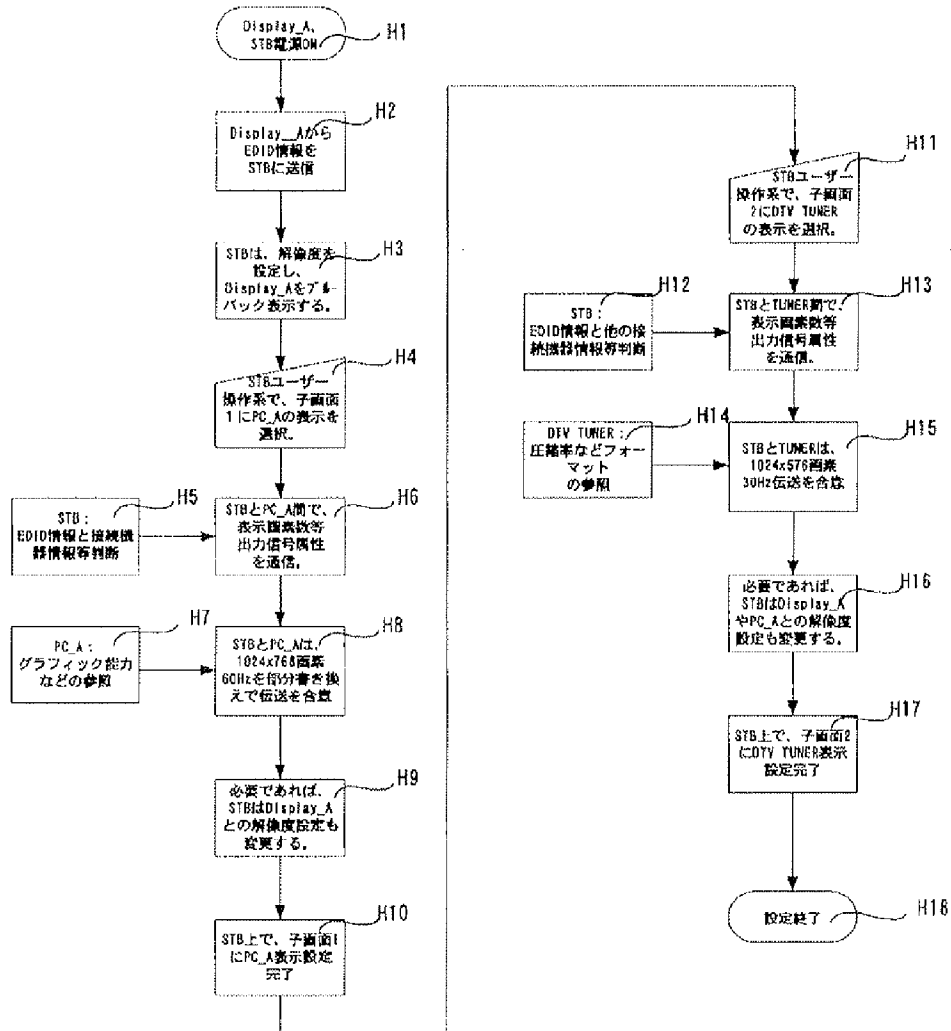 Display_A、
STB電源ON
H1
H2
Display__Aから
EDID情報を
STBに送信
H3
STBは、解像度を
設定し、
Display_Aをブルー
バック表示する。
H4
STBユーザー
操作系で、子画面
1にPC_Aの表示を
選択。
H5
STB：
EDID情報と接続機
器情報等判断
H6
STBとPC_A間で、
表示画素数等
出力信号属性
を通信。
H7
PC_A：
グラフィック能力
などの参照
H8
STBとPC_Aは、
1024x768画素
60Hzを部分書き換
えで伝送を合意
H9
必要であれば、
STBはDisplay_A
との解像度設定も
変更する。
H10
STB上で、子画面1
にPC_A表示設定
完了
H11
STBユーザー
操作系で、子画面
2にDTV TUNER
の表示を選択。
H12
STB：
EDID情報と他の接
続機器情報等判断
H13
STBとTUNER間で、
表示画素数等
出力信号属性
を通信。
H14
DTV TUNER：
圧縮率などフォー
マット
の参照
H15
STBとTUNERは、
1024x576画素
30Hz伝送を合意
H16
必要であれば、
STBはDisplay_A
やPC_Aとの解像度
設定も変更する。
H17
STB上で、子画面2
にDTV TUNER表示
設定完了
設定終了
H18